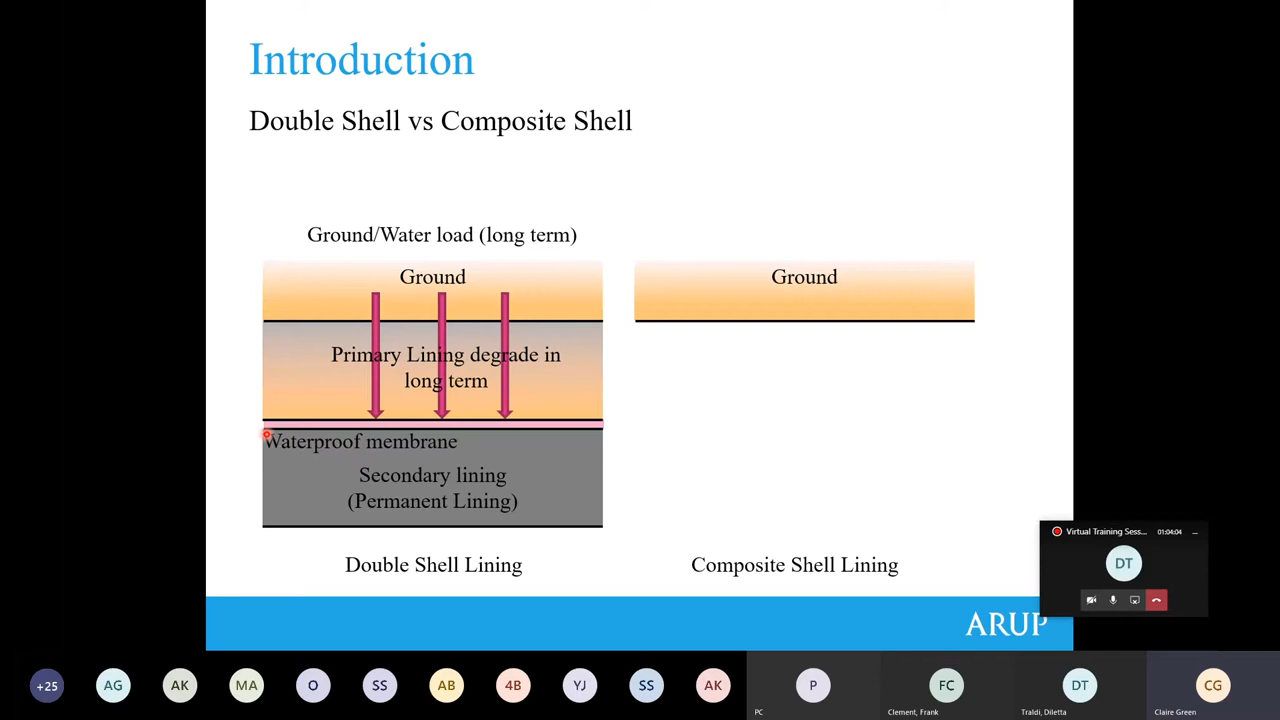 Introduction
Double Shell vs Composite Shell
Ground/Water load (long term)
Ground
Primary Lining degrade in
long term
Waterproof membrane
Secondary lining
(Permanent Lining)
Double Shell Lining
Ground
Composite Shell Lining
Virtual Training Sess...
01:04:04
DT
ARUP
+25
AG
AK
MA
O
SS
AB
4B
YJ
SS
AK
P
PC
FC
Clement, Frank
DT
Traldi, Diletta
CG
Claire Green